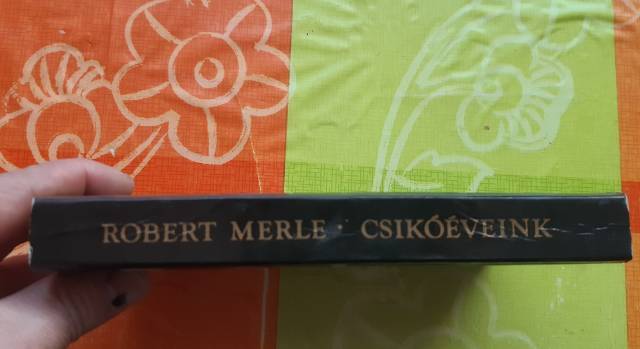 ROBERT MERLE · CSIKÓÉVEINK